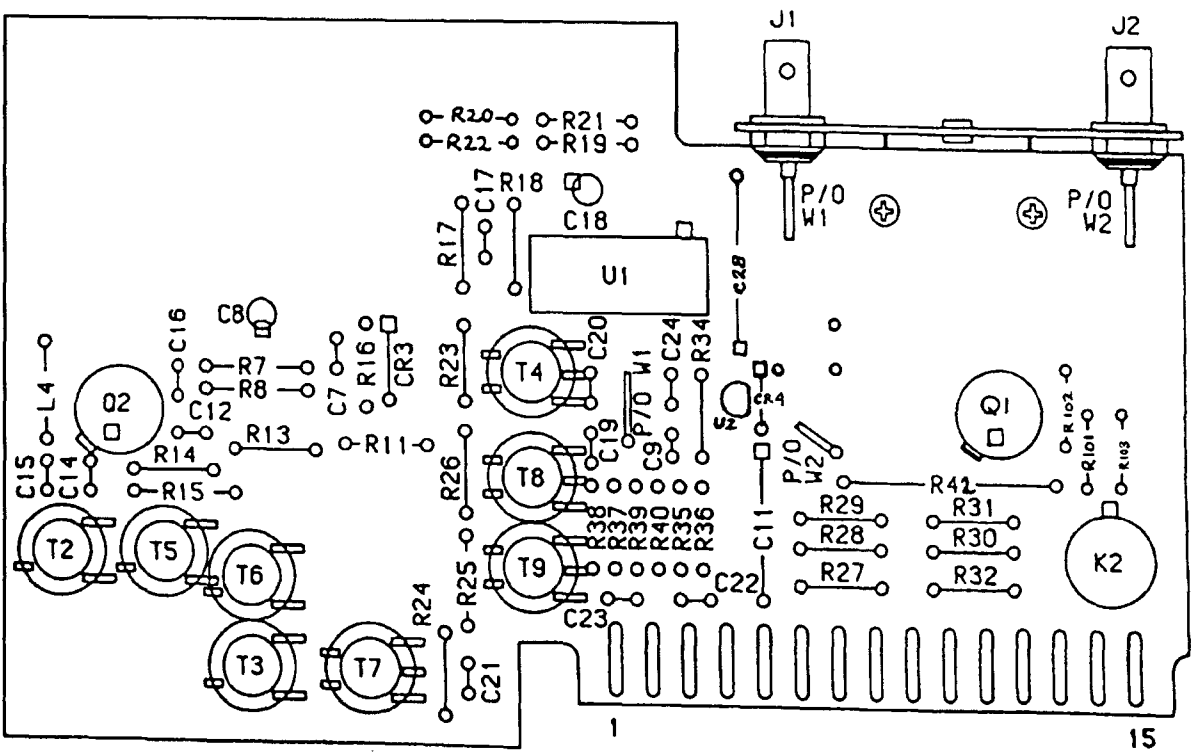 J1
J2
R20
R21
R22
R19
P/O
W1
P/O
W2
R17
C17
R18
C18
U1
C28
C8
C16
L4
Q2
R7
R8
C12
C7
R16
CR3
R23
T4
C20
P/O W1
C24
R34
U2
CR4
Q1
R102
R101
R103
R13
R11
C15
C14
R14
R15
R26
T8
C19
C9
P/O
W2
R42
T2
T5
T6
R25
T9
R38
R37
R39
R40
R35
R36
C11
R29
R28
R27
R31
R30
R32
K2
C23
C22
T3
T7
R24
C21
1
15